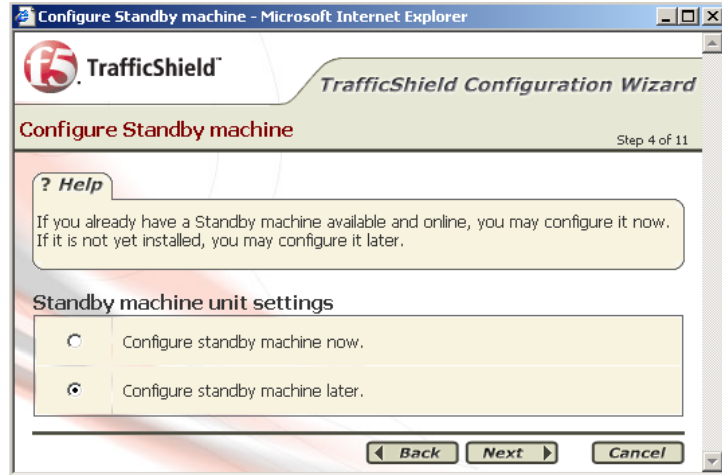 Configure Standby machine - Microsoft Internet Explorer
f5 TrafficShield™
TrafficShield Configuration Wizard
Configure Standby machine
Step 4 of 11
? Help
If you already have a Standby machine available and online, you may configure it now.
If it is not yet installed, you may configure it later.
Standby machine unit settings
Configure standby machine now.
Configure standby machine later.
Back Next Cancel